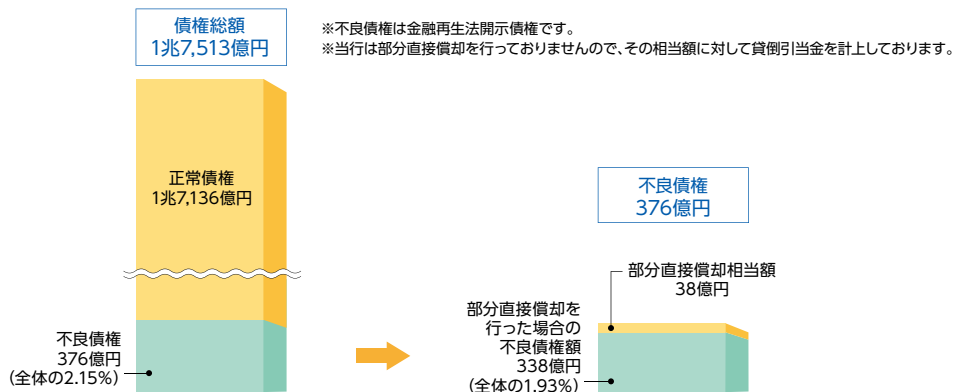 債権総額
1兆7,513億円
※不良債権は金融再生法開示債権です。
※当行は部分直接償却を行っておりませんので、その相当額に対して貸倒引当金を計上しております。
正常債権
1兆7,136億円
不良債権
376億円
(全体の2.15%)
不良債権
376億円
部分直接償却相当額
38億円
部分直接償却を
行った場合の
不良債権額
338億円
(全体の1.93%)